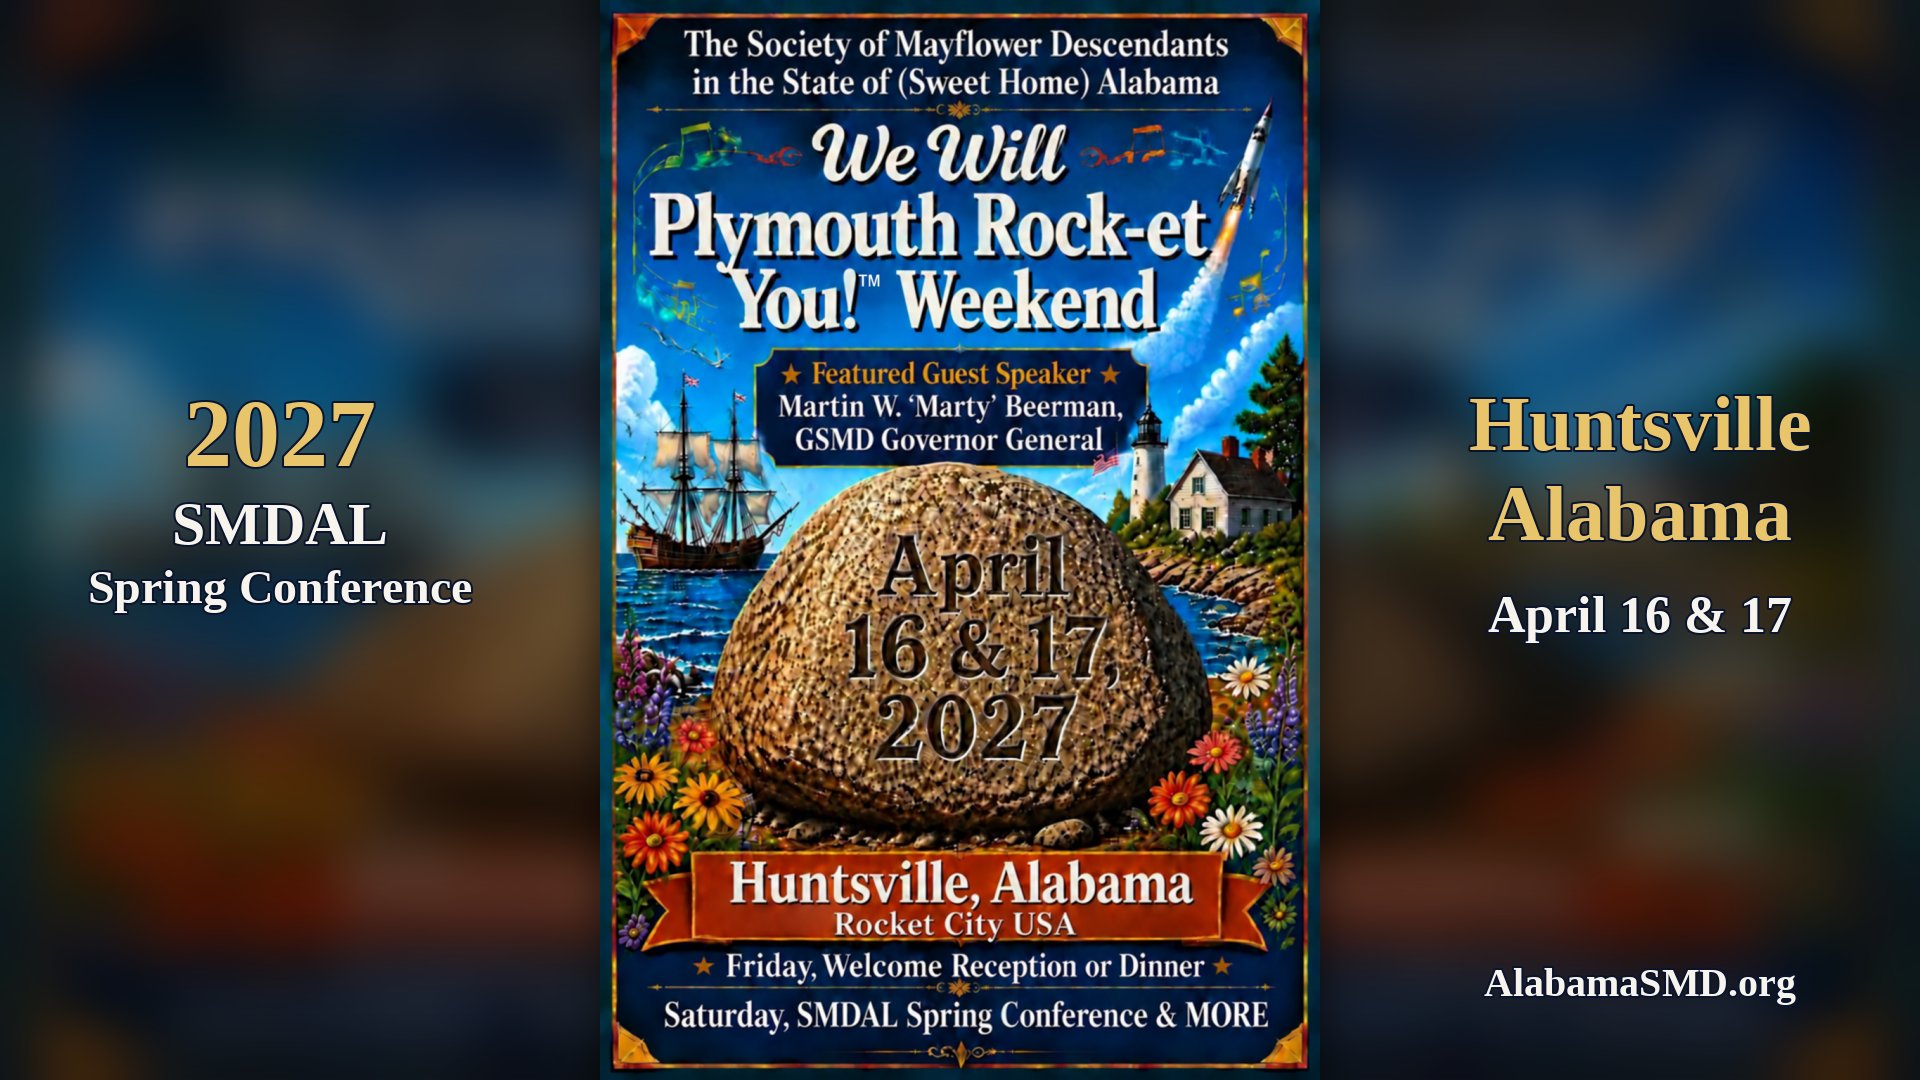 2027
SMDAL
Spring Conference
The Society of Mayflower Descendants
in the State of (Sweet Home) Alabama
We Will
Plymouth Rock-et
You!™ Weekend
★ Featured Guest Speaker ★
Martin W. ‘Marty’ Beerman,
GSMD Governor General
April
16 & 17,
2027
Huntsville, Alabama
Rocket City USA
★ Friday, Welcome Reception or Dinner ★
Saturday, SMDAL Spring Conference & MORE
Huntsville
Alabama
April 16 & 17
AlabamaSMD.org